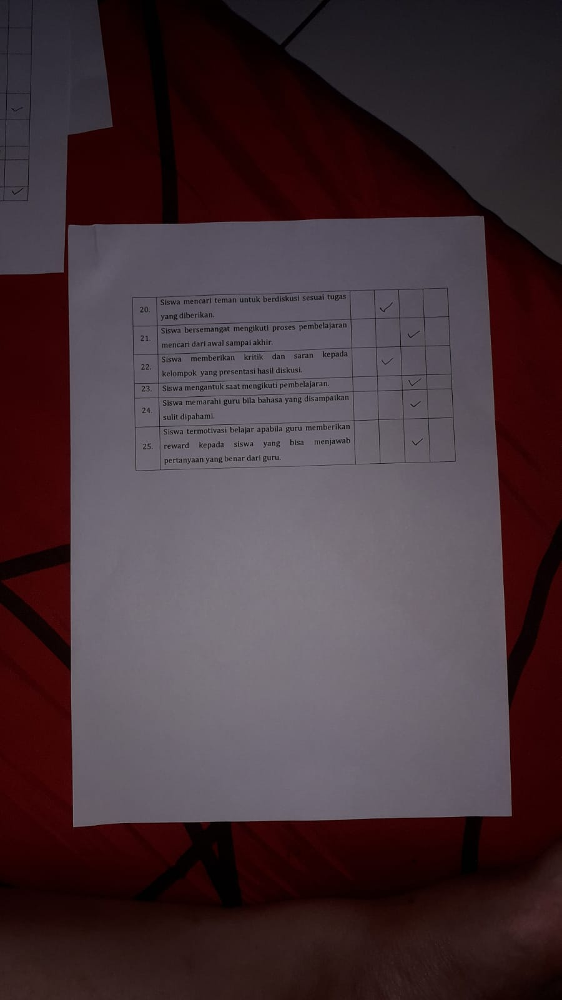 20. Siswa mencari teman untuk berdiskusi sesuai tugas
yang diberikan. ✓
21. Siswa bersemangat mengikuti proses pembelajaran
mencari dari awal sampai akhir. ✓
22. Siswa memberikan kritik dan saran kepada
kelompok yang presentasi hasil diskusi. ✓
23. Siswa mengantuk saat mengikuti pembelajaran. ✓
24. Siswa memarahi guru bila bahasa yang disampaikan
sulit dipahami. ✓
25. Siswa termotivasi belajar apabila guru memberikan
reward kepada siswa yang bisa menjawab
pertanyaan yang benar dari guru. ✓